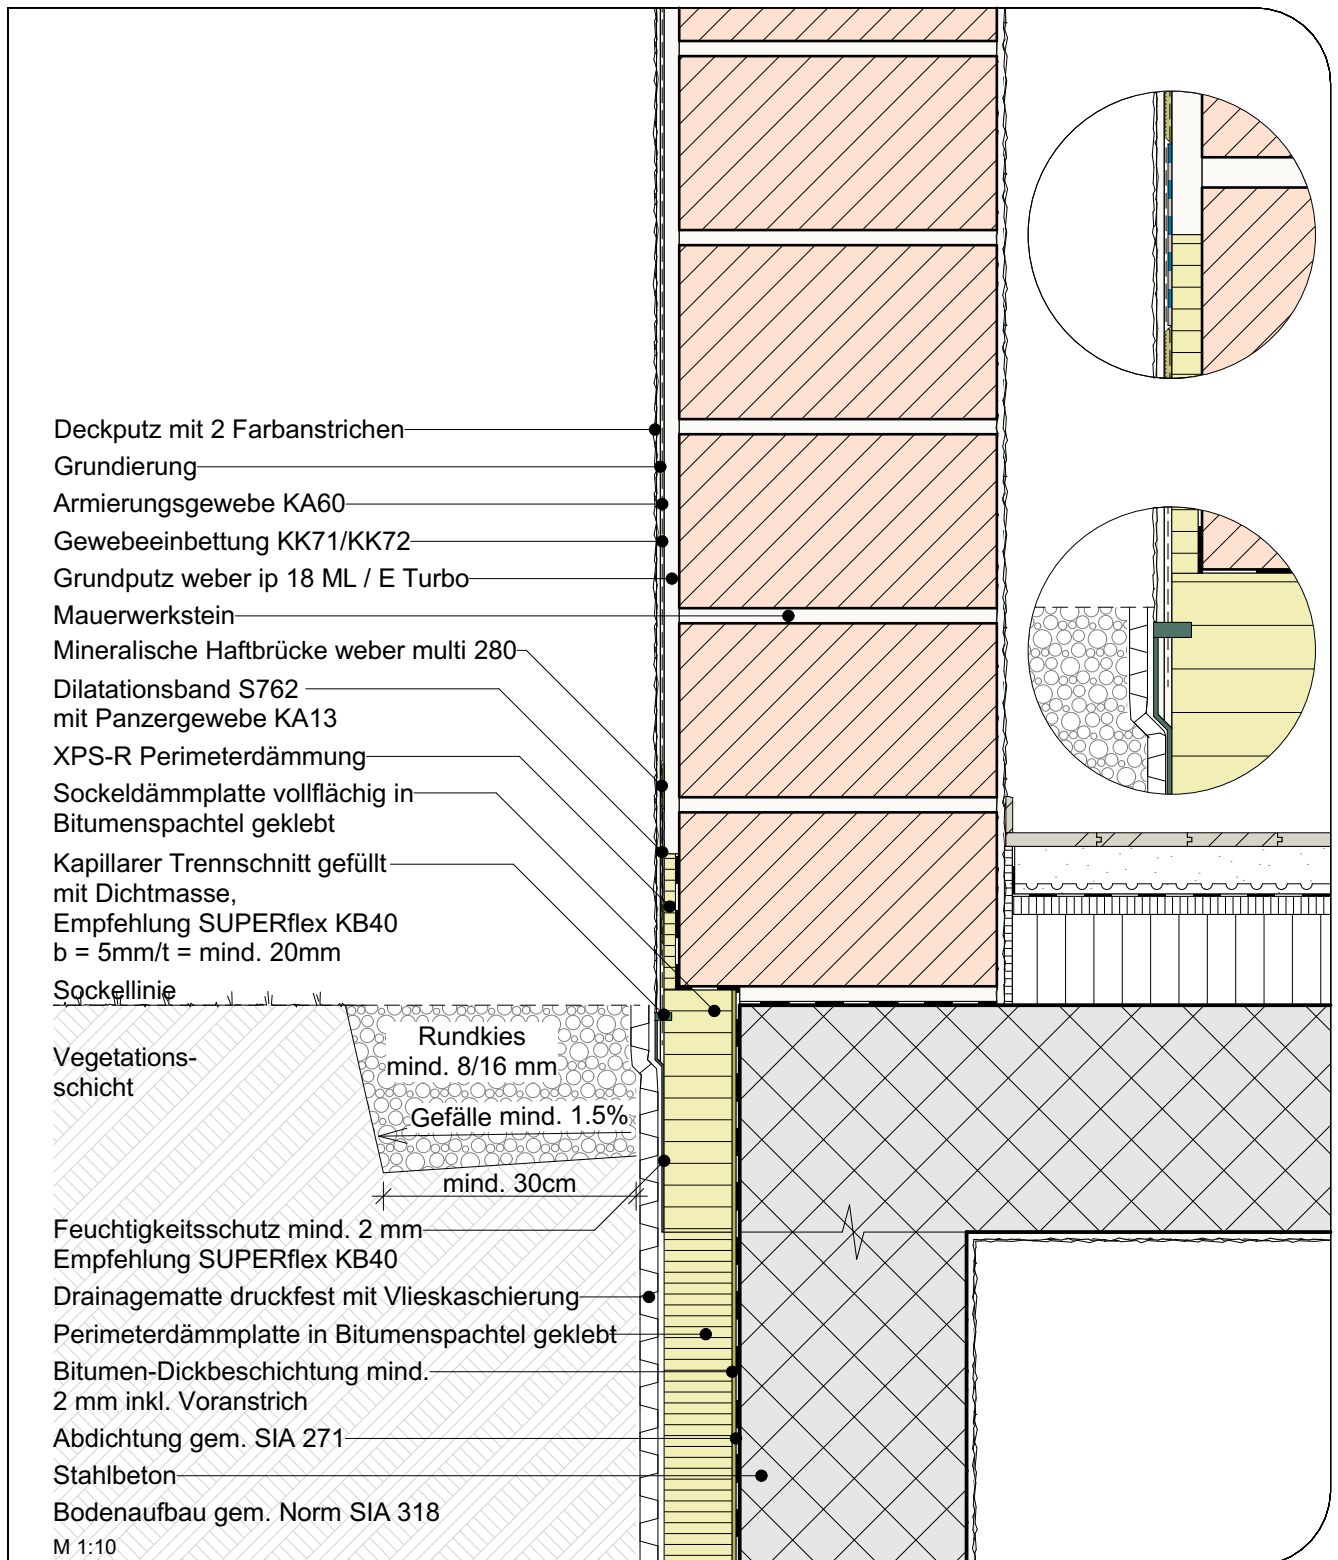 Deckputz mit 2 Farbanstrichen
Grundierung
Armierungsgewebe KA60
Gewebeeinbettung KK71/KK72
Grundputz weber ip 18 ML / E Turbo
Mauerwerkstein
Mineralische Haftbrücke weber multi 280
Dilatationsband S762
mit Panzergewebe KA13
XPS-R Perimeterdämmung
Sockeldämmplatte vollflächig in
Bitumenspachtel geklebt
Kapillarer Trennschnitt gefüllt
mit Dichtmasse,
Empfehlung SUPERflex KB40
b = 5mm/t = mind. 20mm
Sockellinie
Rundkies
mind. 8/16 mm
Vegetations-
schicht
Gefälle mind. 1.5%
mind. 30cm
Feuchtigkeitsschutz mind. 2 mm
Empfehlung SUPERflex KB40
Drainagematte druckfest mit Vlieskaschierung
Perimeterdämmplatte in Bitumenspachtel geklebt
Bitumen-Dickbeschichtung mind.
2 mm inkl. Voranstrich
Abdichtung gem. SIA 271
Stahlbeton
Bodenaufbau gem. Norm SIA 318
M 1:10